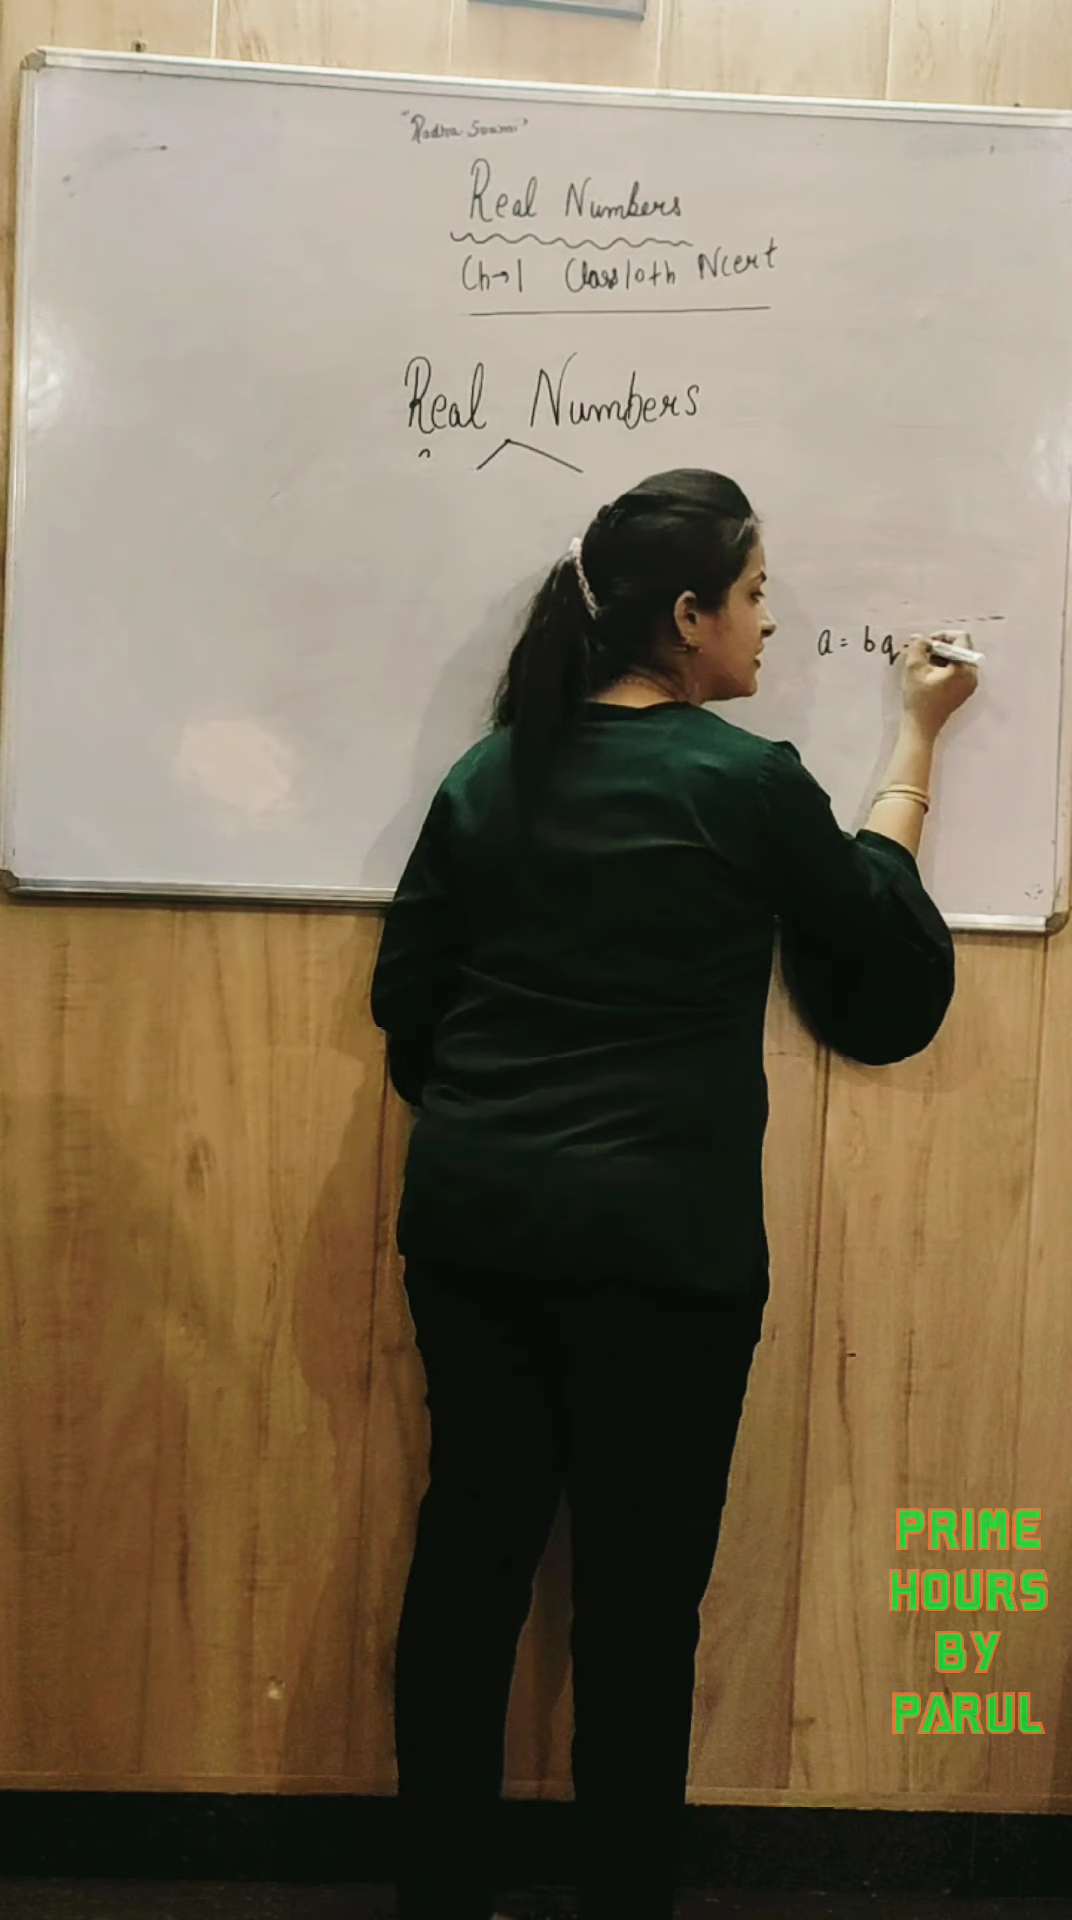 "Radha Soami"
Real Numbers
Ch→1 Class 10th Ncert
Real Numbers
a = bq
PRIME
HOURS
BY
PARUL